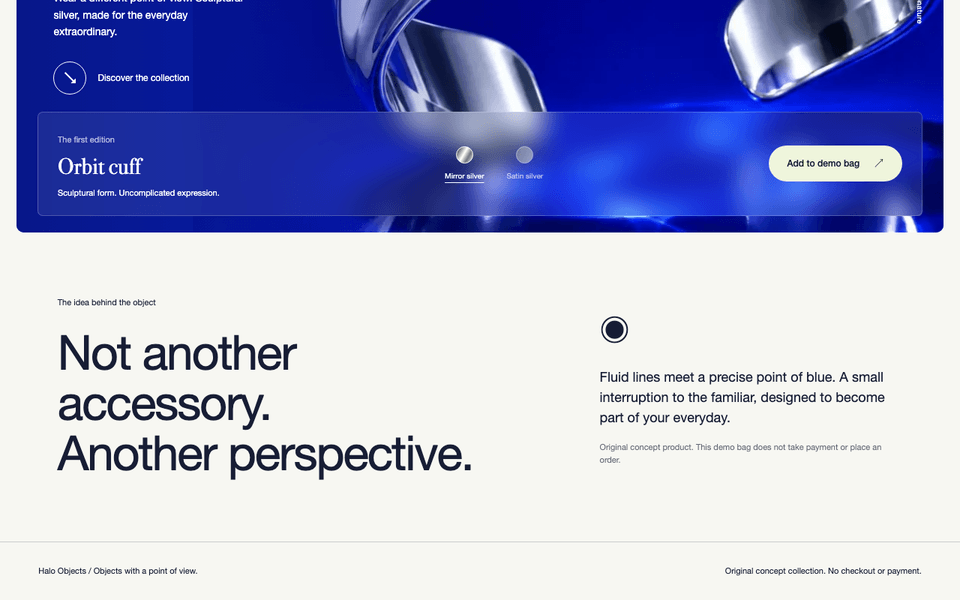 silver, made for the everyday
extraordinary.
Discover the collection
The first edition
Orbit cuff
Sculptural form. Uncomplicated expression.
Mirror silver
Satin silver
Add to demo bag
The idea behind the object
Not another
accessory.
Another perspective.
Fluid lines meet a precise point of blue. A small
interruption to the familiar, designed to become
part of your everyday.
Original concept product. This demo bag does not take payment or place an
order.
Halo Objects / Objects with a point of view.
Original concept collection. No checkout or payment.